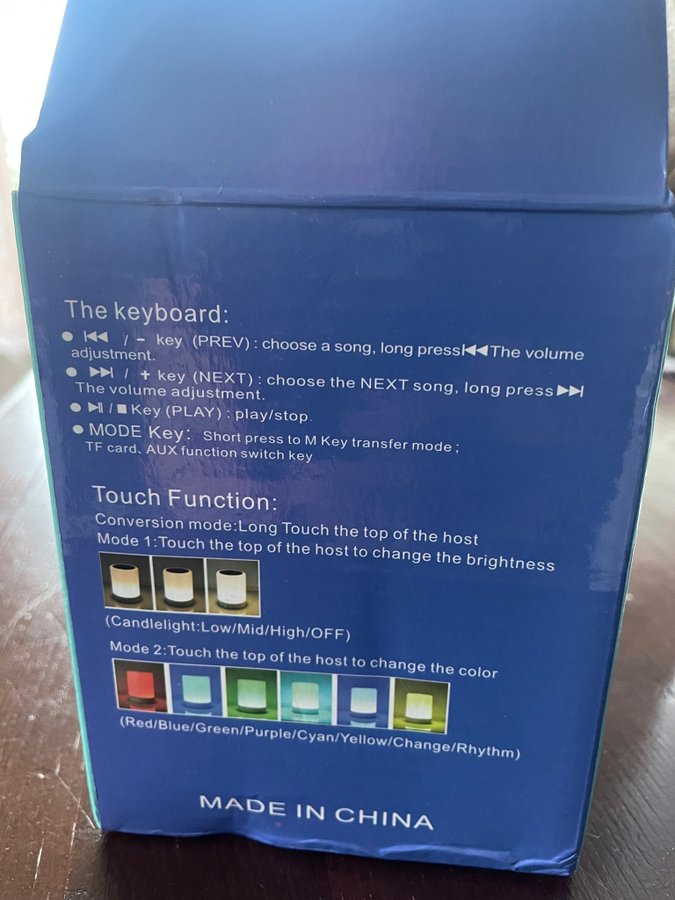 The keyboard:
● |◀◀ / − key (PREV) : choose a song, long press|◀◀The volume
adjustment.
● ▶▶| / + key (NEXT) : choose the NEXT song, long press▶▶|
The volume adjustment.
● ▶|/■Key (PLAY) : play/stop.
● MODE Key: Short press to M Key transfer mode ;
TF card、AUX function switch key
Touch Function:
Conversion mode:Long Touch the top of the host
Mode 1:Touch the top of the host to change the brightness
(Candlelight:Low/Mid/High/OFF)
Mode 2:Touch the top of the host to change the color
(Red/Blue/Green/Purple/Cyan/Yellow/Change/Rhythm)
MADE IN CHINA